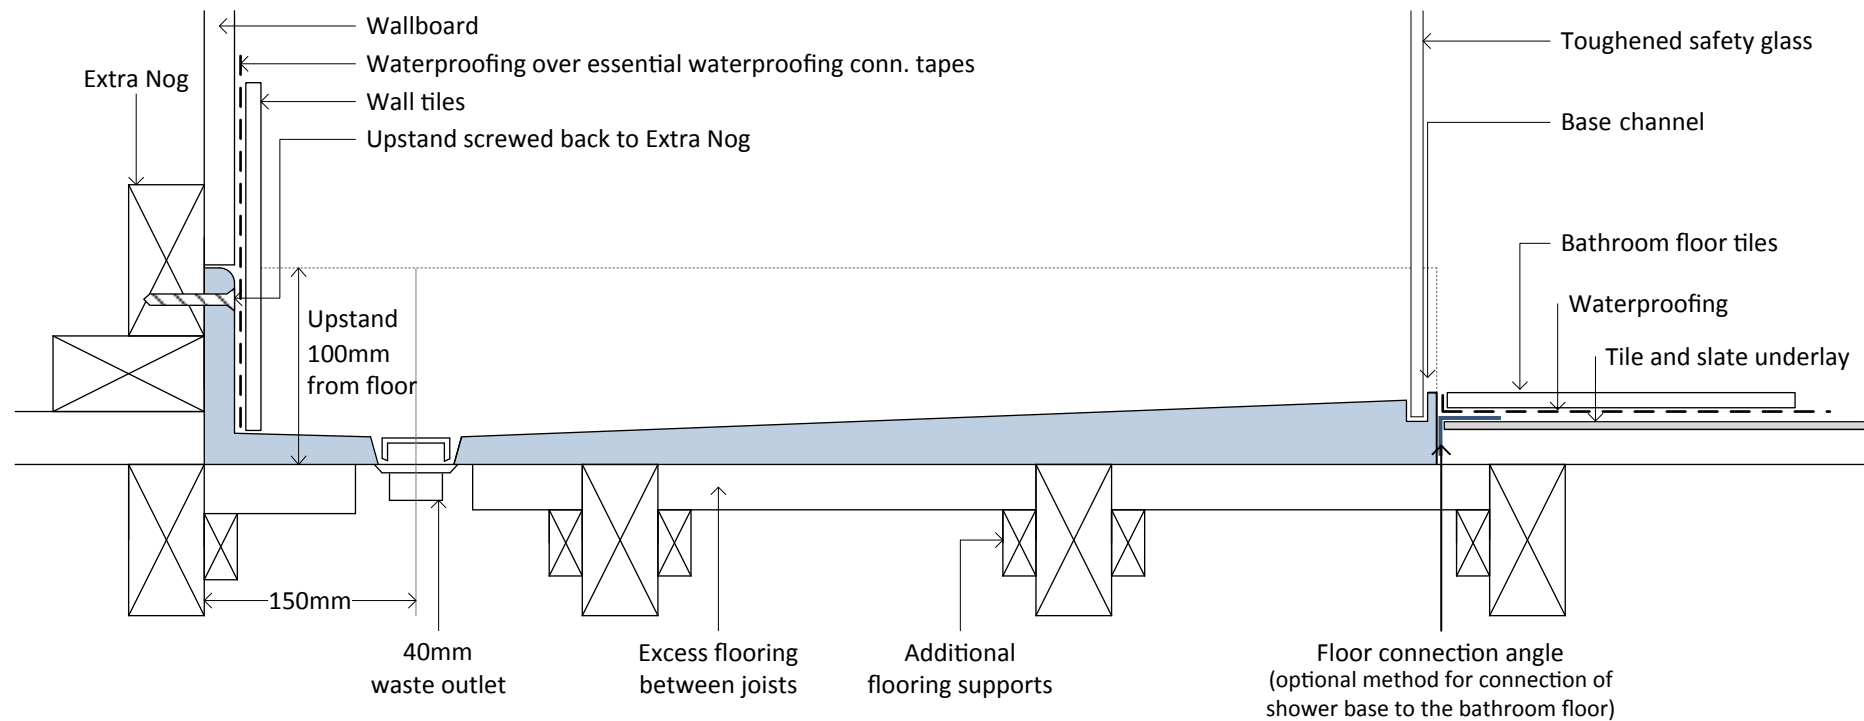 Wallboard
Waterproofing over essential waterproofing conn. tapes
Extra Nog
Wall tiles
Upstand screwed back to Extra Nog
Toughened safety glass
Base channel
Bathroom floor tiles
Waterproofing
Tile and slate underlay
Upstand
100mm
from floor
150mm
40mm
waste outlet
Excess flooring
between joists
Additional
flooring supports
Floor connection angle
(optional method for connection of
shower base to the bathroom floor)